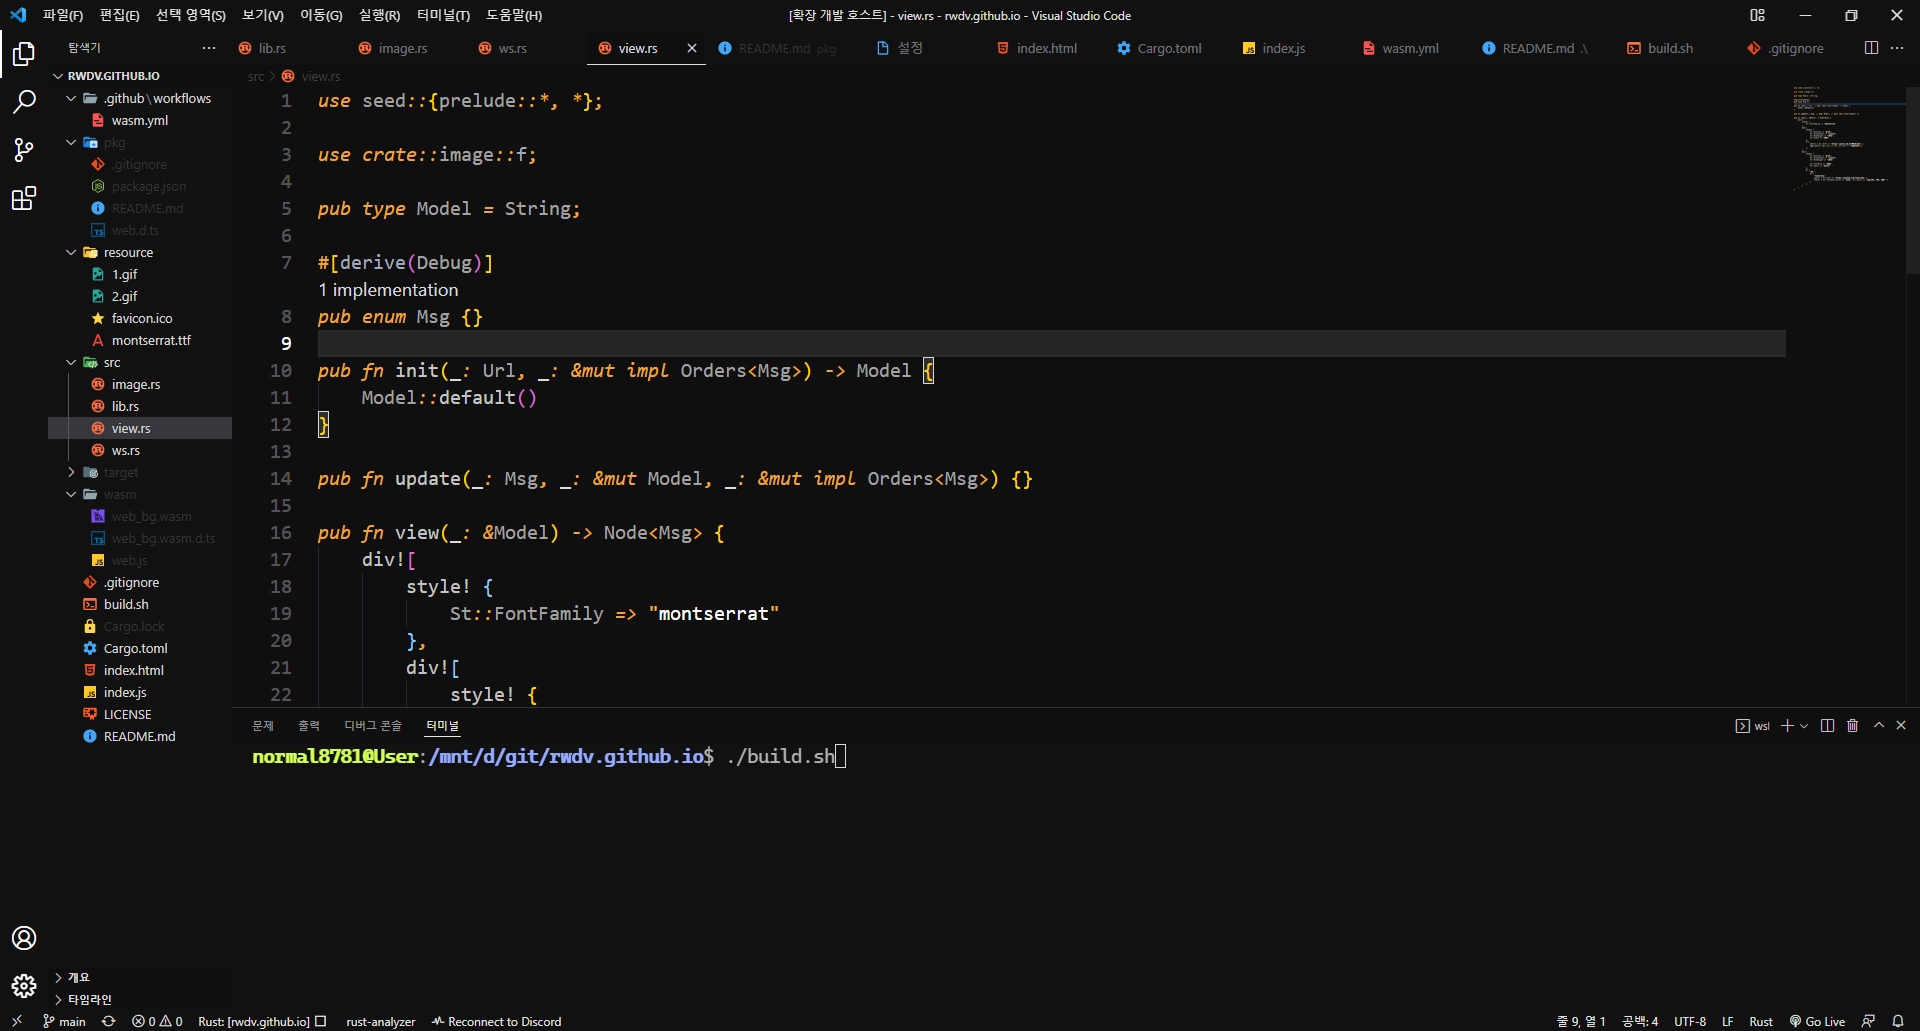 파일(F) 편집(E) 선택 영역(S) 보기(V) 이동(G) 실행(R) 터미널(T) 도움말(H) [확장 개발 호스트] - view.rs - rwdv.github.io - Visual Studio Code
탐색기 ··· lib.rs image.rs ws.rs view.rs README.md pkg 설정 index.html Cargo.toml index.js wasm.yml README.md .\ build.sh .gitignore
RWDV.GITHUB.IO
.github\workflows
wasm.yml
pkg
.gitignore
package.json
README.md
web.d.ts
resource
1.gif
2.gif
favicon.ico
montserrat.ttf
src
image.rs
lib.rs
view.rs
ws.rs
target
wasm
web_bg.wasm
web_bg.wasm.d.ts
web.js
.gitignore
build.sh
Cargo.lock
Cargo.toml
index.html
index.js
LICENSE
README.md
개요
타임라인
src > view.rs
1 use seed::{prelude::*, *};
2
3 use crate::image::f;
4
5 pub type Model = String;
6
7 #[derive(Debug)]
1 implementation
8 pub enum Msg {}
9
10 pub fn init(_: Url, _: &mut impl Orders<Msg>) -> Model {
11     Model::default()
12 }
13
14 pub fn update(_: Msg, _: &mut Model, _: &mut impl Orders<Msg>) {}
15
16 pub fn view(_: &Model) -> Node<Msg> {
17     div![
18         style! {
19             St::FontFamily => "montserrat"
20         },
21         div![
22             style! {
문제 출력 디버그 콘솔 터미널 wsl
normal8781@User:/mnt/d/git/rwdv.github.io$ ./build.sh
main 0 0 Rust: [rwdv.github.io] rust-analyzer Reconnect to Discord 줄 9, 열 1 공백: 4 UTF-8 LF Rust Go Live